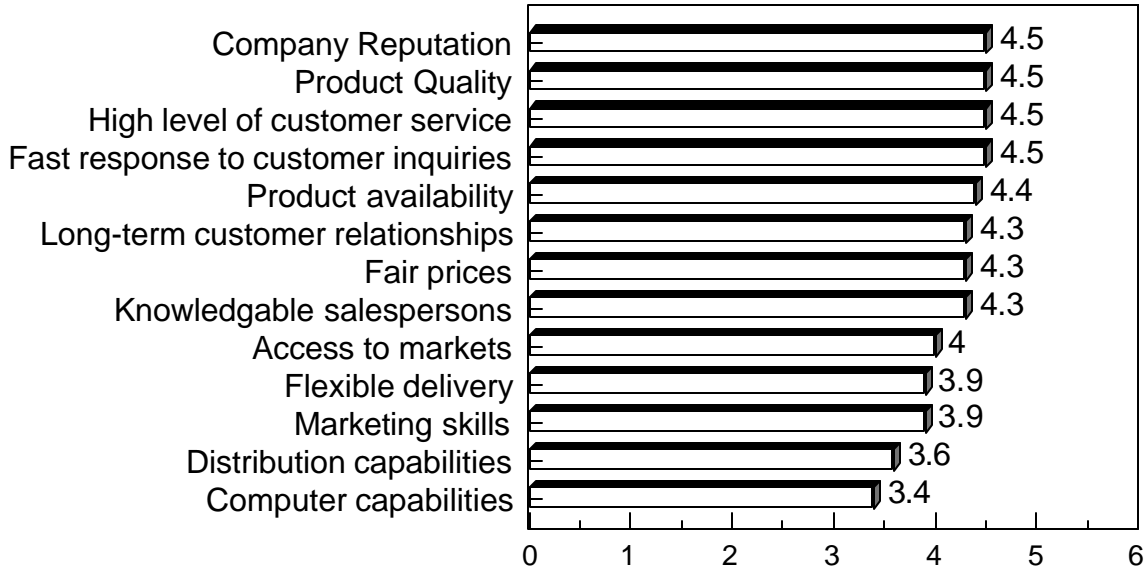 Company Reputation 4.5
Product Quality 4.5
High level of customer service 4.5
Fast response to customer inquiries 4.5
Product availability 4.4
Long-term customer relationships 4.3
Fair prices 4.3
Knowledgable salespersons 4.3
Access to markets 4
Flexible delivery 3.9
Marketing skills 3.9
Distribution capabilities 3.6
Computer capabilities 3.4
0 1 2 3 4 5 6